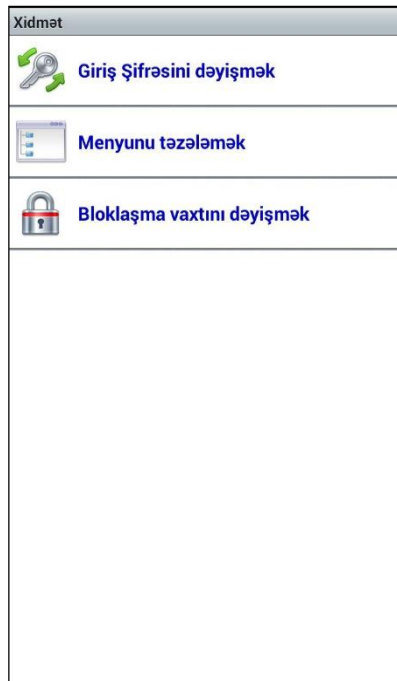 Xidmət
Giriş Şifrəsini dəyişmək
Menyunu təzələmək
Bloklaşma vaxtını dəyişmək